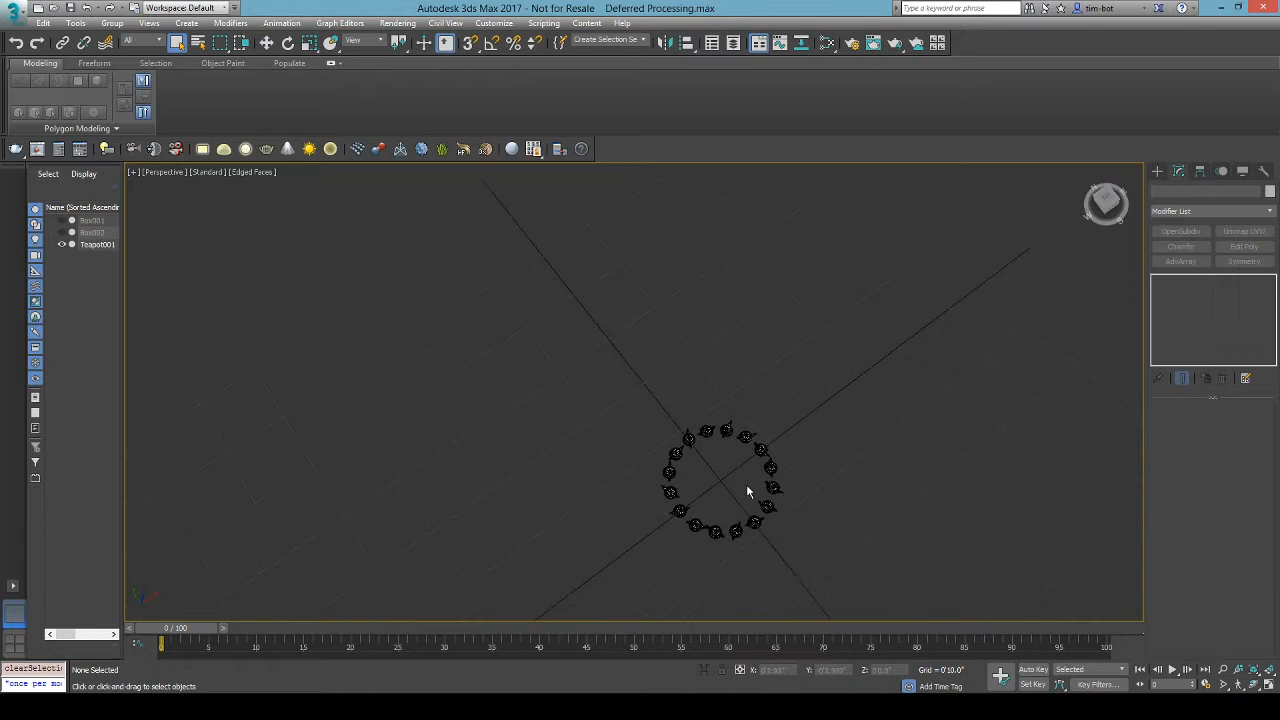 Workspace: Default
Autodesk 3ds Max 2017 - Not for Resale Deferred Processing.max
Type a keyword or phrase
tim-bot
Edit Tools Group Views Create Modifiers Animation Graph Editors Rendering Civil View Customize Scripting Content Help
All
View
Create Selection Se
Modeling Freeform Selection Object Paint Populate
Polygon Modeling
Select Display
[+] [Perspective] [Standard] [Edged Faces]
Name (Sorted Ascendin
Box001
Box002
Teapot001
Modifier List
OpenSubdiv Unwrap UVW
Chamfer Edit Poly
AdvArray Symmetry
0 / 100
0 5 10 15 20 25 30 35 40 45 50 55 60 65 70 75 80 85 90 95 100
clearSelectio
None Selected
X: Y: Z: Grid = 0'10.0"
Auto Key Selected
"once per mo
Click or click-and-drag to select objects
Add Time Tag
Set Key Key Filters...
0